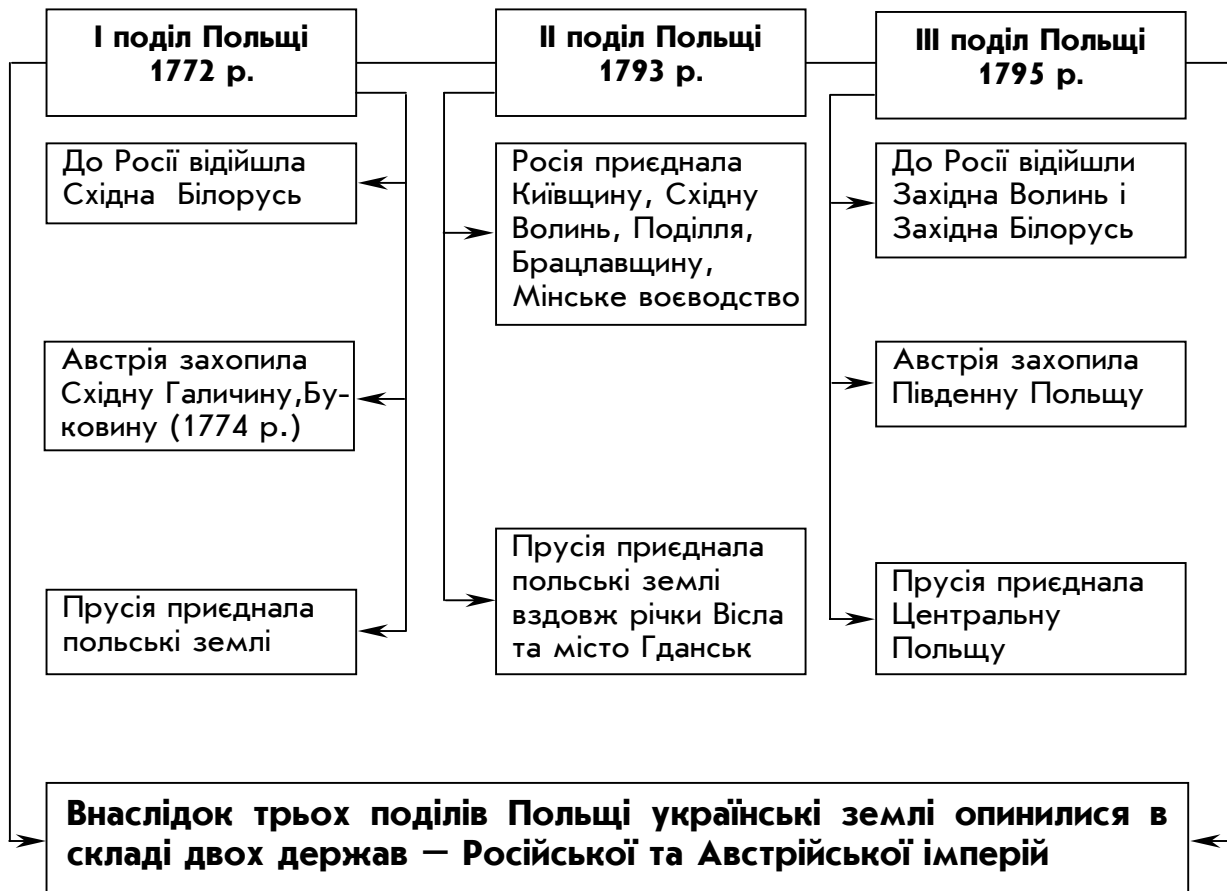 І поділ Польщі
1772 р.
До Росії відійшла
Східна Білорусь
Австрія захопила
Східну Галичину,Бу-
ковину (1774 р.)
Прусія приєднала
польські землі
ІІ поділ Польщі
1793 р.
Росія приєднала
Київщину, Східну
Волинь, Поділля,
Брацлавщину,
Мінське воєводство
Прусія приєднала
польські землі
вздовж річки Вісла
та місто Гданськ
ІІІ поділ Польщі
1795 р.
До Росії відійшли
Західна Волинь і
Західна Білорусь
Австрія захопила
Південну Польщу
Прусія приєднала
Центральну
Польщу
Внаслідок трьох поділів Польщі українські землі опинилися в
складі двох держав — Російської та Австрійської імперій